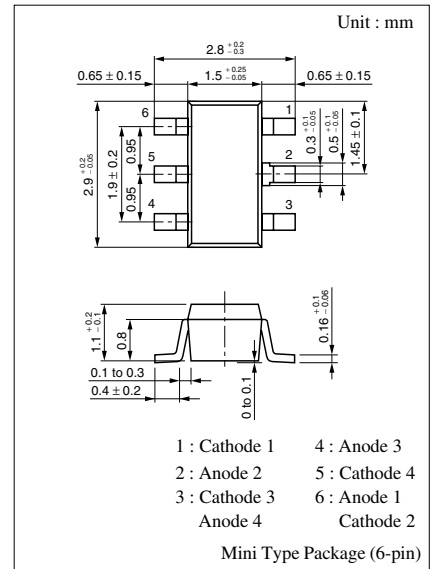 Unit : mm
2.8 +0.2 −0.3
0.65 ± 0.15 1.5 +0.25 −0.05 0.65 ± 0.15
6 1
5 2
4 3
2.9 +0.2 −0.05
1.9 ± 0.2
0.95
0.95
0.3 +0.1 −0.05
0.5 +0.1 −0.05
1.45 ± 0.1
1.1 +0.2 −0.1
0.8
0.16 +0.1 −0.06
0.1 to 0.3
0.4 ± 0.2
0 to 0.1
1 : Cathode 1 4 : Anode 3
2 : Anode 2 5 : Cathode 4
3 : Cathode 3 6 : Anode 1
Anode 4 Cathode 2
Mini Type Package (6-pin)